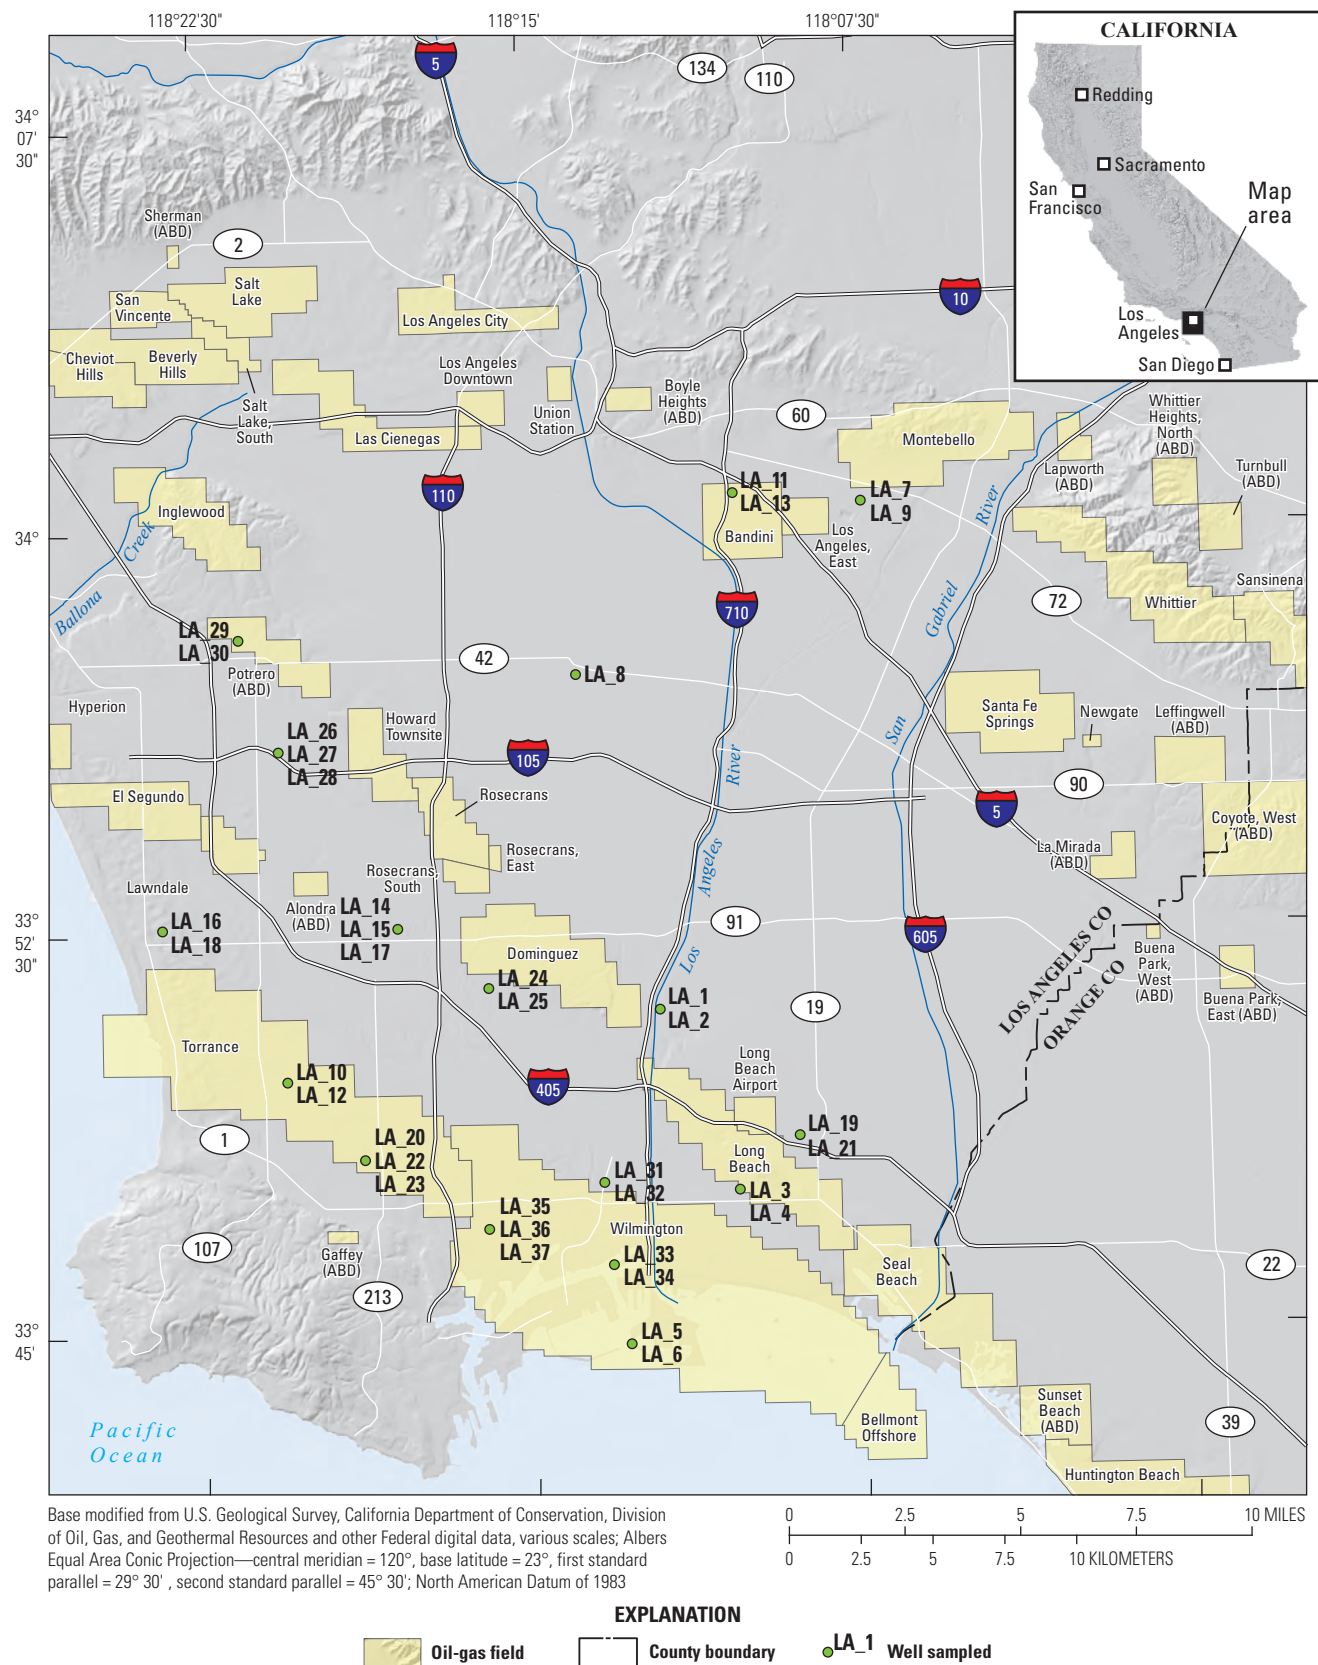 118°22'30"
118°15'
118°07'30"
CALIFORNIA
Redding
Sacramento
San
Francisco
Map
area
Los
Angeles
San Diego
34°
07'
30"
5
134
110
Sherman
(ABD)
2
Salt
Lake
San
Vincente
10
Los Angeles City
Cheviot
Hills
Beverly
Hills
Los Angeles
Downtown
Salt
Lake,
South
Union
Station
Boyle
Heights
(ABD)
60
Whittier
Heights,
North
(ABD)
Las Cienegas
Montebello
Lapworth
(ABD)
Turnbull
(ABD)
110
LA_11
LA_13
LA_7
LA_9
Inglewood
Bandini
Los
Angeles,
East
34°
Ballona
Creek
San
Gabriel
River
Sansinena
72
Whittier
710
LA_29
LA_30
Potrero
(ABD)
42
LA_8
Hyperion
Howard
Townsite
Santa Fe
Springs
Newgate
Leffingwell
(ABD)
LA_26
LA_27
LA_28
105
90
5
El Segundo
Rosecrans
Coyote, West
(ABD)
Los
Angeles
River
Rosecrans,
East
La Mirada
(ABD)
Lawndale
Alondra
(ABD)
Rosecrans,
South
LA_14
LA_15
LA_17
33°
52'
30"
LA_16
LA_18
91
605
Dominguez
Buena
Park,
West
(ABD)
LOS ANGELES CO
ORANGE CO
LA_24
LA_25
LA_1
LA_2
19
Buena Park,
East (ABD)
Torrance
Long
Beach
Airport
LA_10
LA_12
405
1
LA_20
LA_22
LA_23
LA_19
LA_21
Long
Beach
LA_31
LA_32
LA_3
LA_4
LA_35
LA_36
LA_37
Wilmington
107
Gaffey
(ABD)
LA_33
LA_34
Seal
Beach
22
213
33°
45'
LA_5
LA_6
Sunset
Beach
(ABD)
39
Bellmont
Offshore
Pacific
Ocean
Huntington Beach
Base modified from U.S. Geological Survey, California Department of Conservation, Division
of Oil, Gas, and Geothermal Resources and other Federal digital data, various scales; Albers
Equal Area Conic Projection—central meridian = 120°, base latitude = 23°, first standard
parallel = 29° 30' , second standard parallel = 45° 30'; North American Datum of 1983
0 2.5 5 7.5 10 MILES
0 2.5 5 7.5 10 KILOMETERS
EXPLANATION
Oil-gas field
County boundary
LA_1 Well sampled